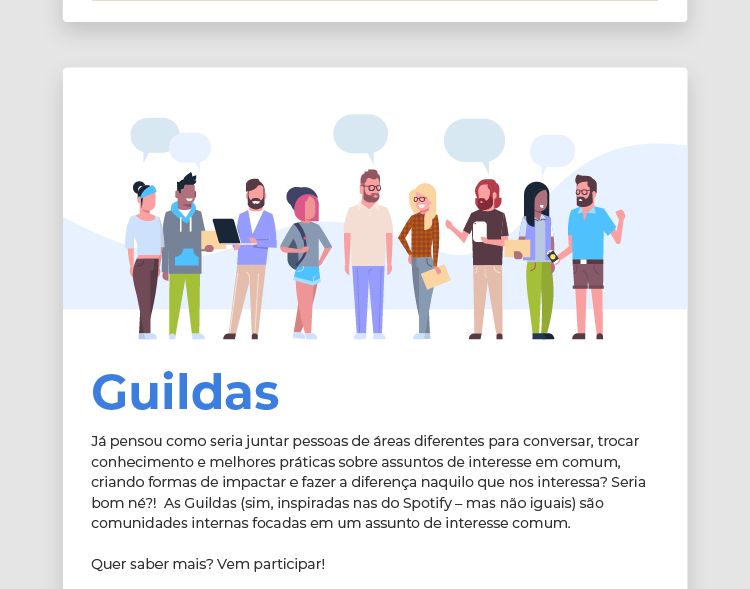 Guildas
Já pensou como seria juntar pessoas de áreas diferentes para conversar, trocar
conhecimento e melhores práticas sobre assuntos de interesse em comum,
criando formas de impactar e fazer a diferença naquilo que nos interessa? Seria
bom né?!  As Guildas (sim, inspiradas nas do Spotify – mas não iguais) são
comunidades internas focadas em um assunto de interesse comum.
Quer saber mais? Vem participar!